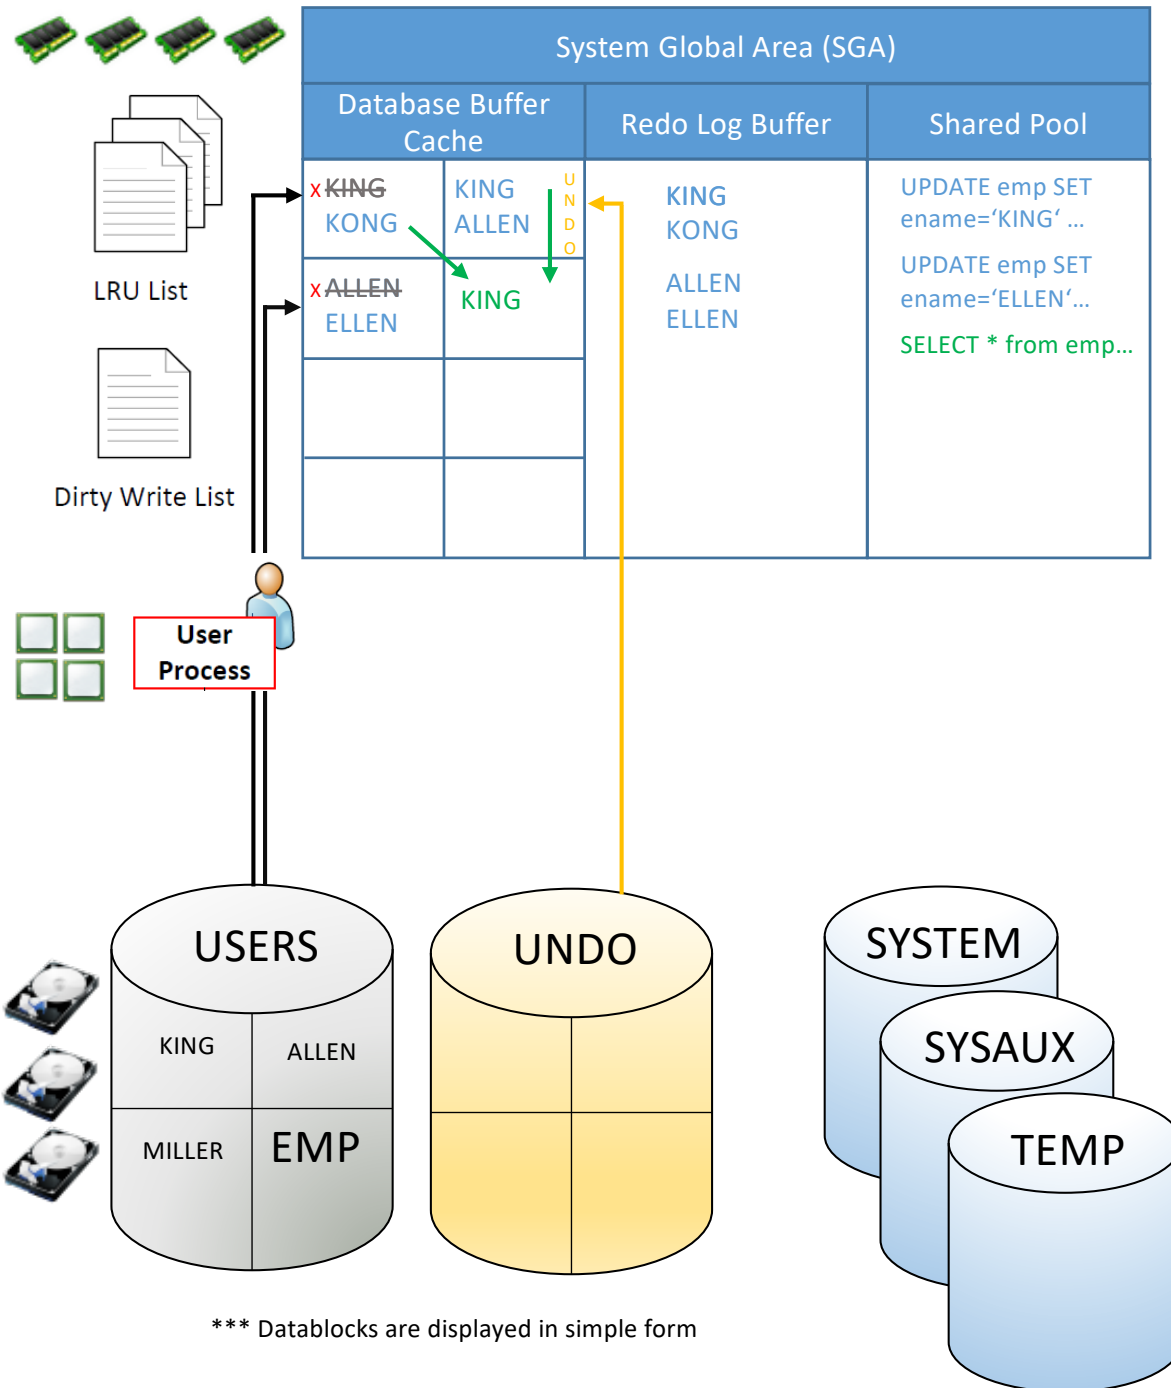 System Global Area (SGA)
Database Buffer
Cache
Redo Log Buffer
Shared Pool
LRU List
Dirty Write List
x KING
KONG
KING
ALLEN
U
N
D
O
x ALLEN
ELLEN
KING
KING
KONG
ALLEN
ELLEN
UPDATE emp SET
ename=‘KING‘ ...
UPDATE emp SET
ename=‘ELLEN‘...
SELECT * from emp...
User
Process
USERS
KING
ALLEN
MILLER
EMP
UNDO
SYSTEM
SYSAUX
TEMP
*** Datablocks are displayed in simple form